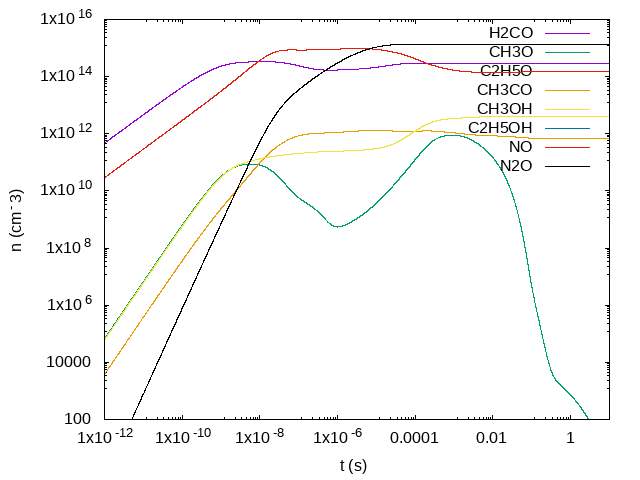 1x10^16
1x10^14
1x10^12
1x10^10
1x10^8
1x10^6
10000
100
n (cm^-3)
H2CO
CH3O
C2H5O
CH3CO
CH3OH
C2H5OH
NO
N2O
1x10^-12
1x10^-10
1x10^-8
1x10^-6
0.0001
0.01
1
t (s)